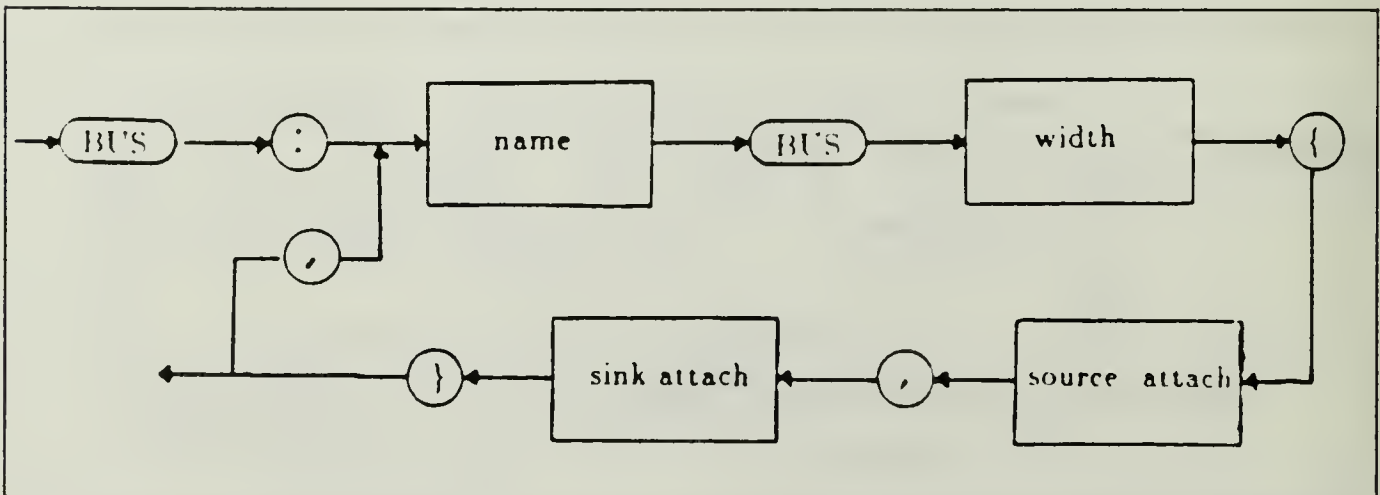 BUS : name BUS width {
,
} sink attach , source attach